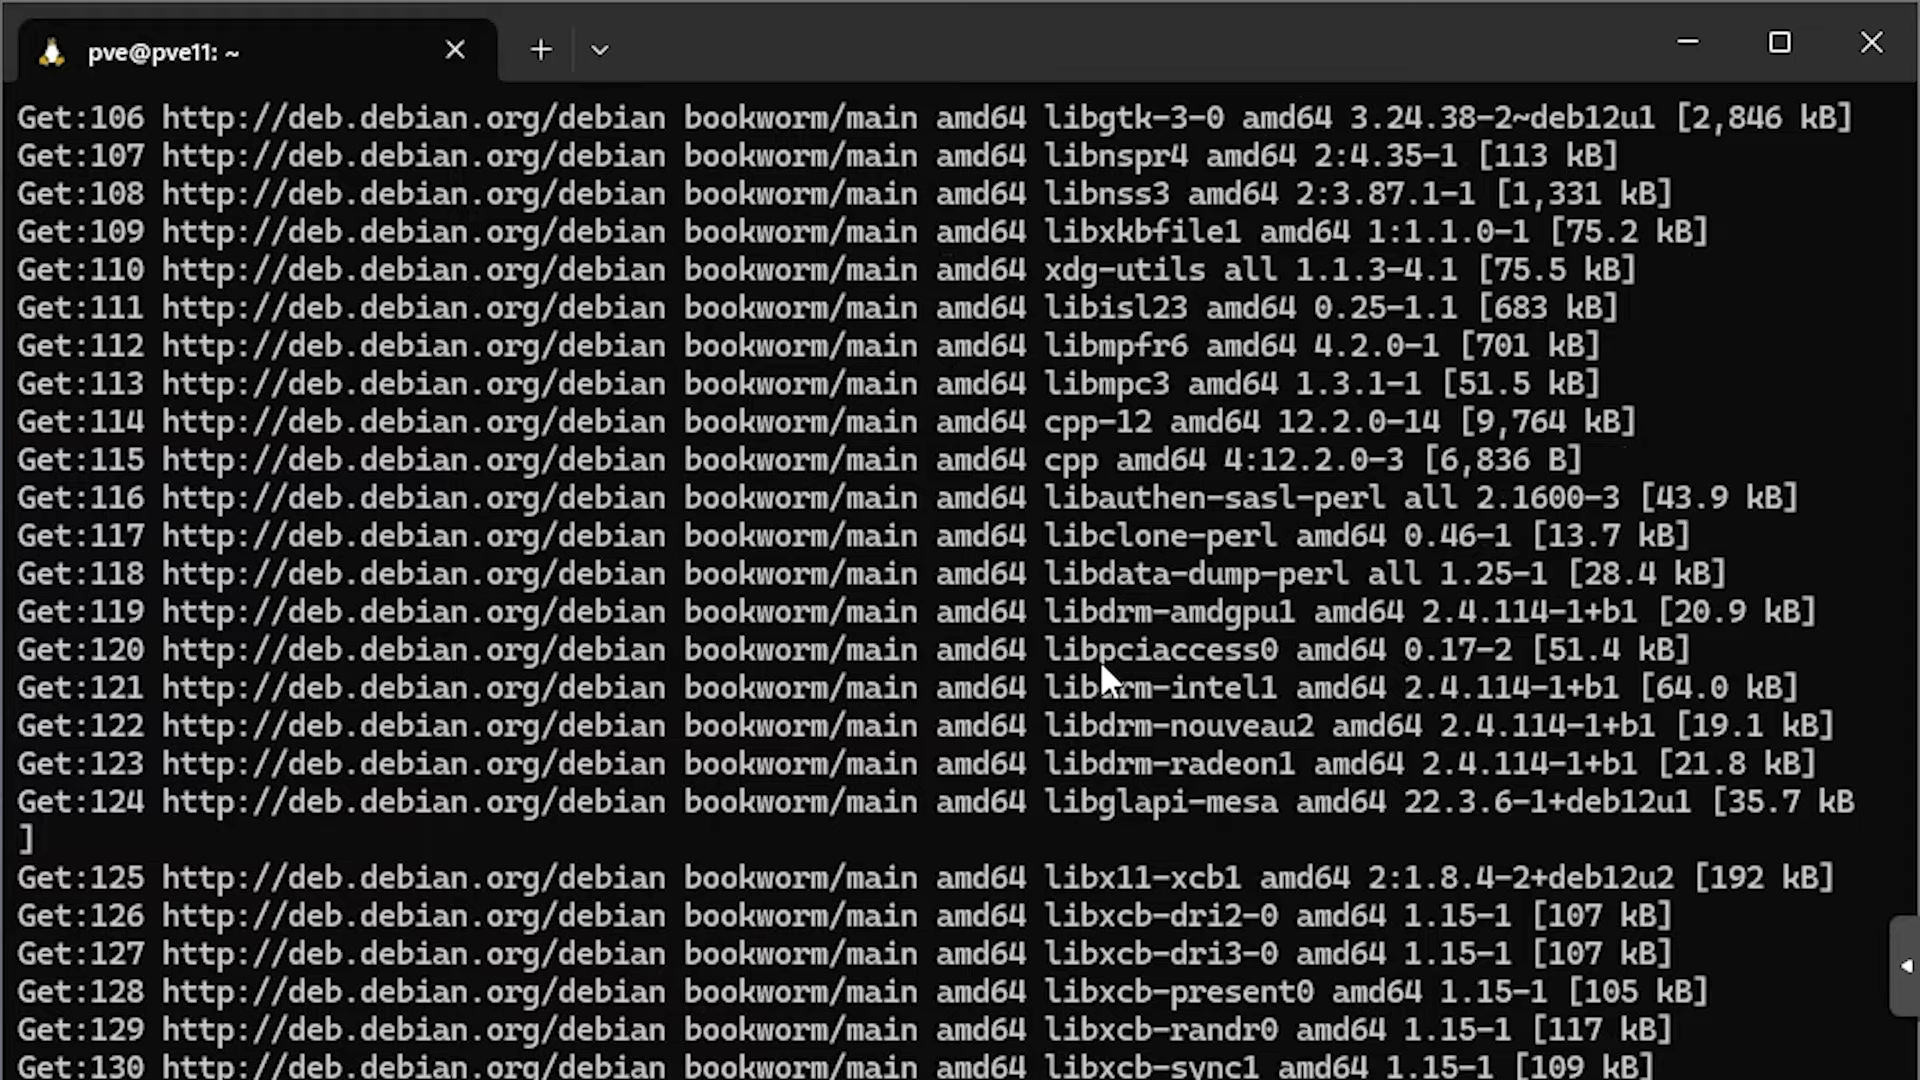 pve@pve11: ~
Get:106 http://deb.debian.org/debian bookworm/main amd64 libgtk-3-0 amd64 3.24.38-2~deb12u1 [2,846 kB]
Get:107 http://deb.debian.org/debian bookworm/main amd64 libnspr4 amd64 2:4.35-1 [113 kB]
Get:108 http://deb.debian.org/debian bookworm/main amd64 libnss3 amd64 2:3.87.1-1 [1,331 kB]
Get:109 http://deb.debian.org/debian bookworm/main amd64 libxkbfile1 amd64 1:1.1.0-1 [75.2 kB]
Get:110 http://deb.debian.org/debian bookworm/main amd64 xdg-utils all 1.1.3-4.1 [75.5 kB]
Get:111 http://deb.debian.org/debian bookworm/main amd64 libisl23 amd64 0.25-1.1 [683 kB]
Get:112 http://deb.debian.org/debian bookworm/main amd64 libmpfr6 amd64 4.2.0-1 [701 kB]
Get:113 http://deb.debian.org/debian bookworm/main amd64 libmpc3 amd64 1.3.1-1 [51.5 kB]
Get:114 http://deb.debian.org/debian bookworm/main amd64 cpp-12 amd64 12.2.0-14 [9,764 kB]
Get:115 http://deb.debian.org/debian bookworm/main amd64 cpp amd64 4:12.2.0-3 [6,836 B]
Get:116 http://deb.debian.org/debian bookworm/main amd64 libauthen-sasl-perl all 2.1600-3 [43.9 kB]
Get:117 http://deb.debian.org/debian bookworm/main amd64 libclone-perl amd64 0.46-1 [13.7 kB]
Get:118 http://deb.debian.org/debian bookworm/main amd64 libdata-dump-perl all 1.25-1 [28.4 kB]
Get:119 http://deb.debian.org/debian bookworm/main amd64 libdrm-amdgpu1 amd64 2.4.114-1+b1 [20.9 kB]
Get:120 http://deb.debian.org/debian bookworm/main amd64 libpciaccess0 amd64 0.17-2 [51.4 kB]
Get:121 http://deb.debian.org/debian bookworm/main amd64 libdrm-intel1 amd64 2.4.114-1+b1 [64.0 kB]
Get:122 http://deb.debian.org/debian bookworm/main amd64 libdrm-nouveau2 amd64 2.4.114-1+b1 [19.1 kB]
Get:123 http://deb.debian.org/debian bookworm/main amd64 libdrm-radeon1 amd64 2.4.114-1+b1 [21.8 kB]
Get:124 http://deb.debian.org/debian bookworm/main amd64 libglapi-mesa amd64 22.3.6-1+deb12u1 [35.7 kB
]
Get:125 http://deb.debian.org/debian bookworm/main amd64 libx11-xcb1 amd64 2:1.8.4-2+deb12u2 [192 kB]
Get:126 http://deb.debian.org/debian bookworm/main amd64 libxcb-dri2-0 amd64 1.15-1 [107 kB]
Get:127 http://deb.debian.org/debian bookworm/main amd64 libxcb-dri3-0 amd64 1.15-1 [107 kB]
Get:128 http://deb.debian.org/debian bookworm/main amd64 libxcb-present0 amd64 1.15-1 [105 kB]
Get:129 http://deb.debian.org/debian bookworm/main amd64 libxcb-randr0 amd64 1.15-1 [117 kB]
Get:130 http://deb.debian.org/debian bookworm/main amd64 libxcb-sync1 amd64 1.15-1 [109 kB]